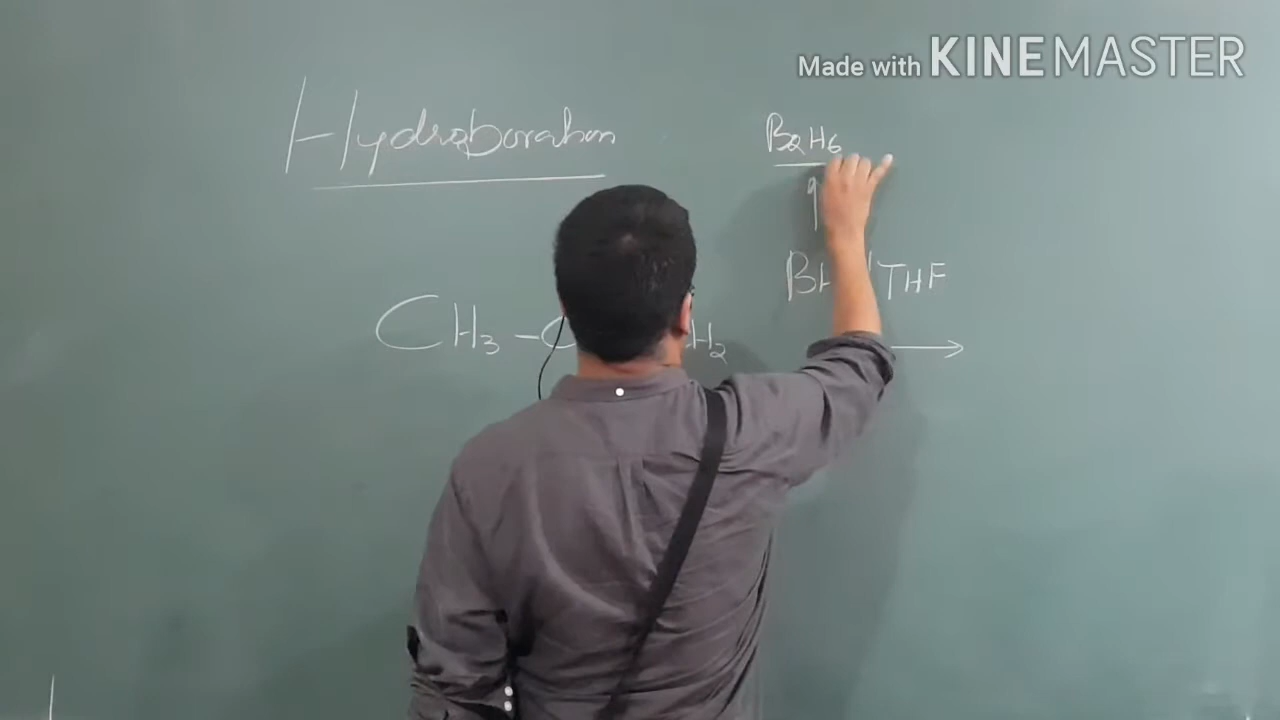 Made with KINEMASTER
Hydroboration
B2H6
THF
CH3-C H2